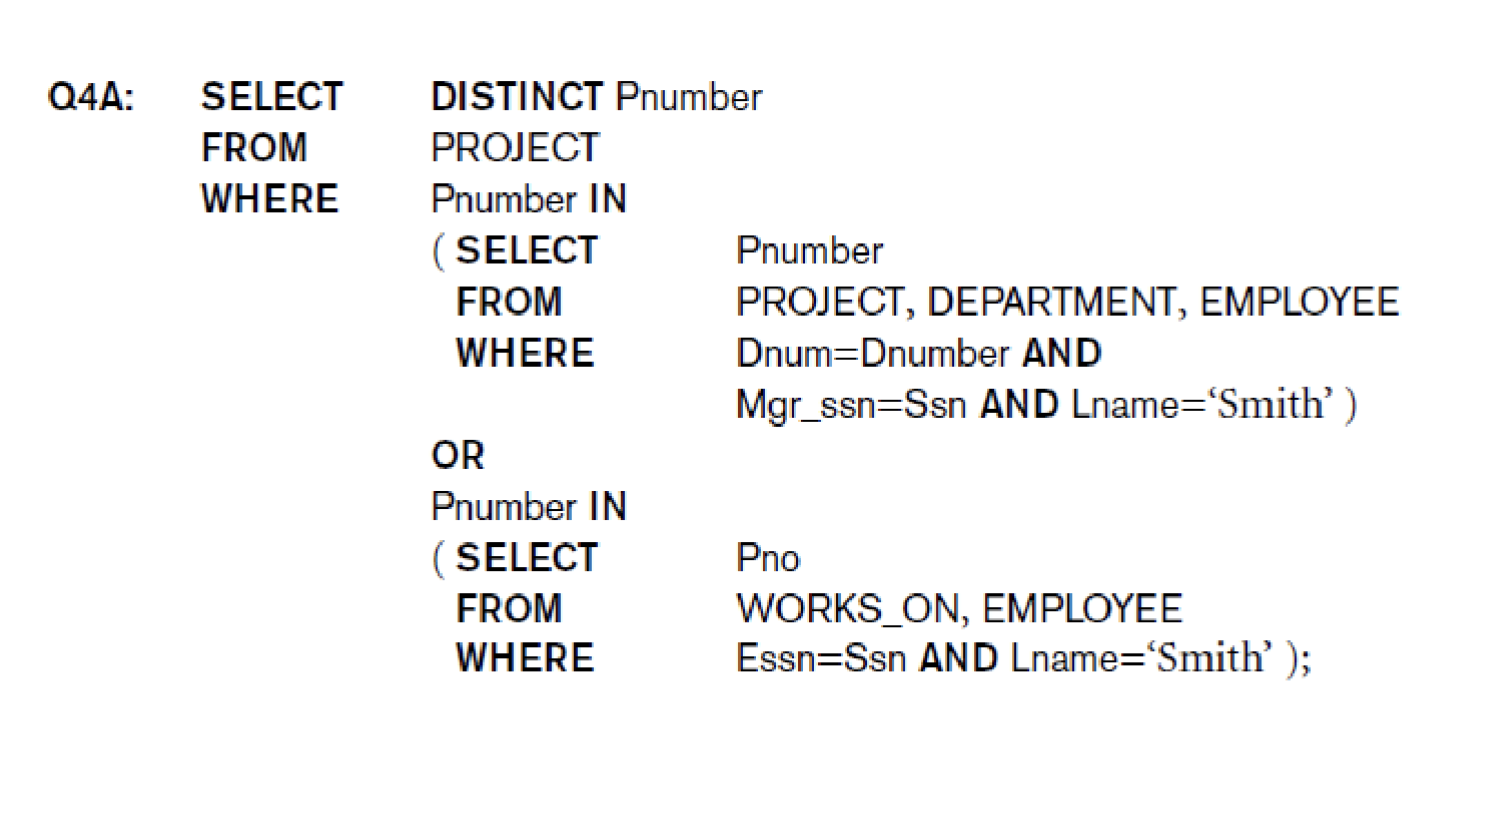 Q4A: SELECT DISTINCT Pnumber
FROM PROJECT
WHERE Pnumber IN
( SELECT Pnumber
FROM PROJECT, DEPARTMENT, EMPLOYEE
WHERE Dnum=Dnumber AND
Mgr_ssn=Ssn AND Lname=‘Smith’ )
OR
Pnumber IN
( SELECT Pno
FROM WORKS_ON, EMPLOYEE
WHERE Essn=Ssn AND Lname=‘Smith’ );